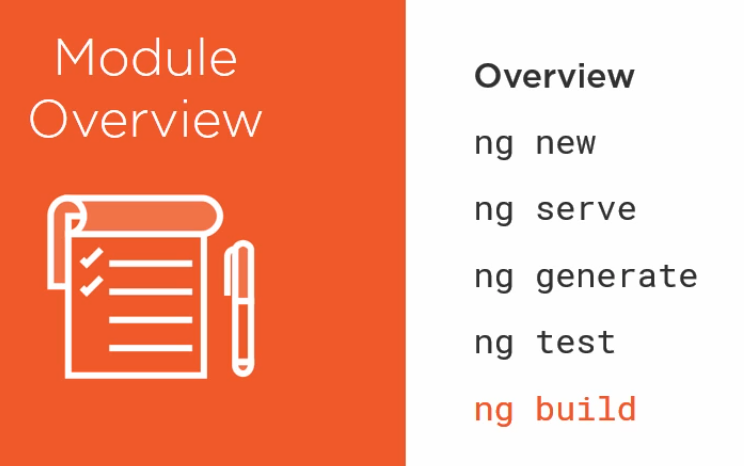 Module
Overview
Overview
ng new
ng serve
ng generate
ng test
ng build